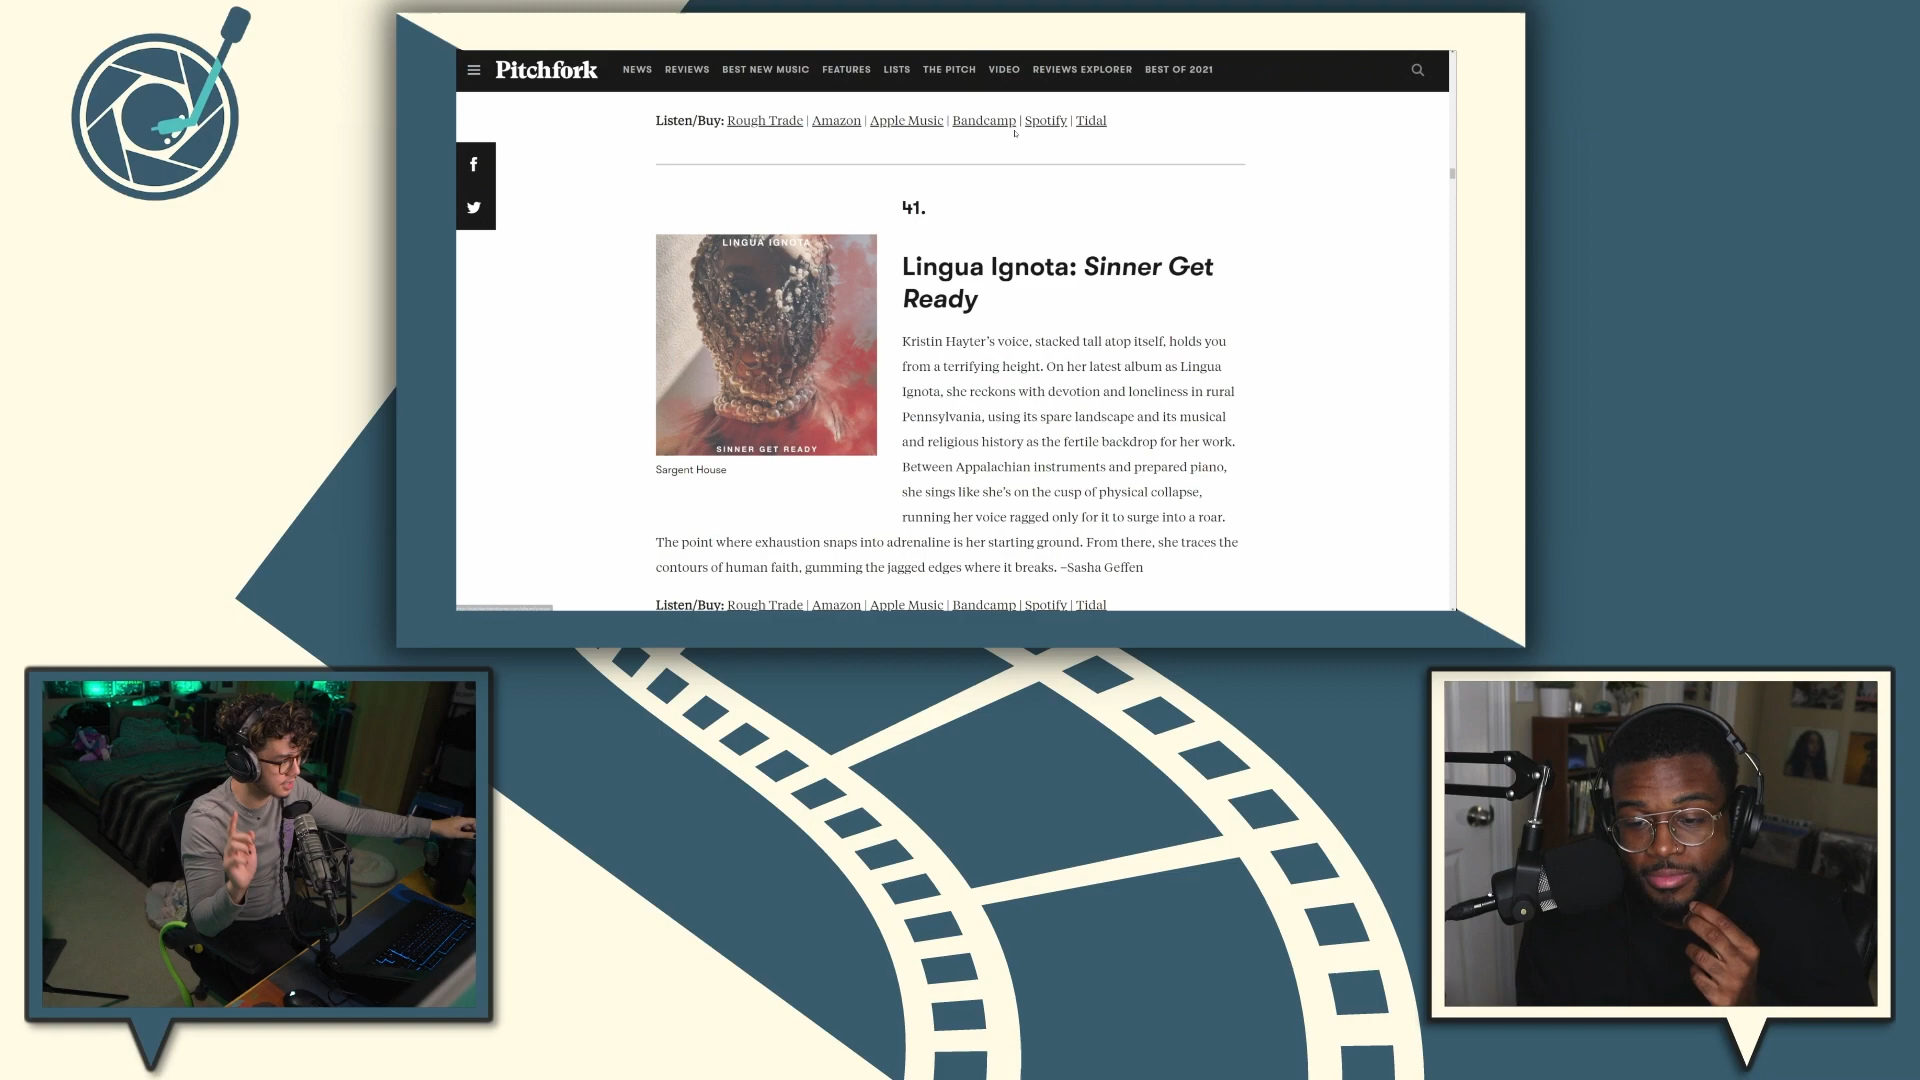 Pitchfork NEWS REVIEWS BEST NEW MUSIC FEATURES LISTS THE PITCH VIDEO REVIEWS EXPLORER BEST OF 2021
Listen/Buy: Rough Trade | Amazon | Apple Music | Bandcamp | Spotify | Tidal
41.
LINGUA IGNOTA
SINNER GET READY
Sargent House
Lingua Ignota: Sinner Get
Ready
Kristin Hayter’s voice, stacked tall atop itself, holds you
from a terrifying height. On her latest album as Lingua
Ignota, she reckons with devotion and loneliness in rural
Pennsylvania, using its spare landscape and its musical
and religious history as the fertile backdrop for her work.
Between Appalachian instruments and prepared piano,
she sings like she’s on the cusp of physical collapse,
running her voice ragged only for it to surge into a roar.
The point where exhaustion snaps into adrenaline is her starting ground. From there, she traces the
contours of human faith, gumming the jagged edges where it breaks. –Sasha Geffen
Listen/Buy: Rough Trade | Amazon | Apple Music | Bandcamp | Spotify | Tidal